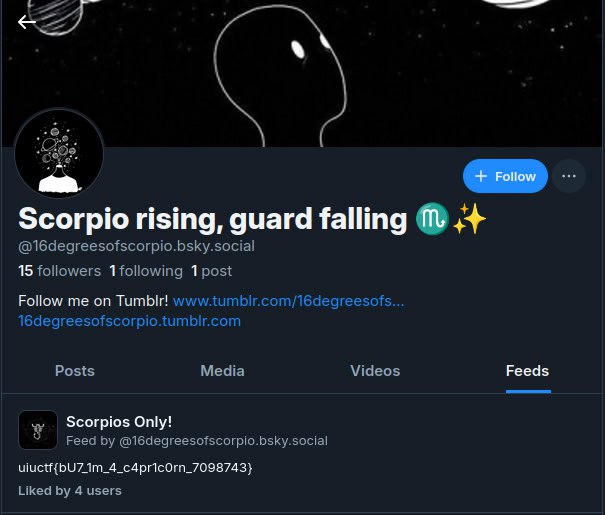 Scorpio rising, guard falling ♏✨
@16degreesofscorpio.bsky.social
15 followers 1 following 1 post
Follow me on Tumblr! www.tumblr.com/16degreesofs...
16degreesofscorpio.tumblr.com
+ Follow ...
Posts Media Videos Feeds
Scorpios Only!
Feed by @16degreesofscorpio.bsky.social
uiuctf{bU7_1m_4_c4pr1c0rn_7098743}
Liked by 4 users